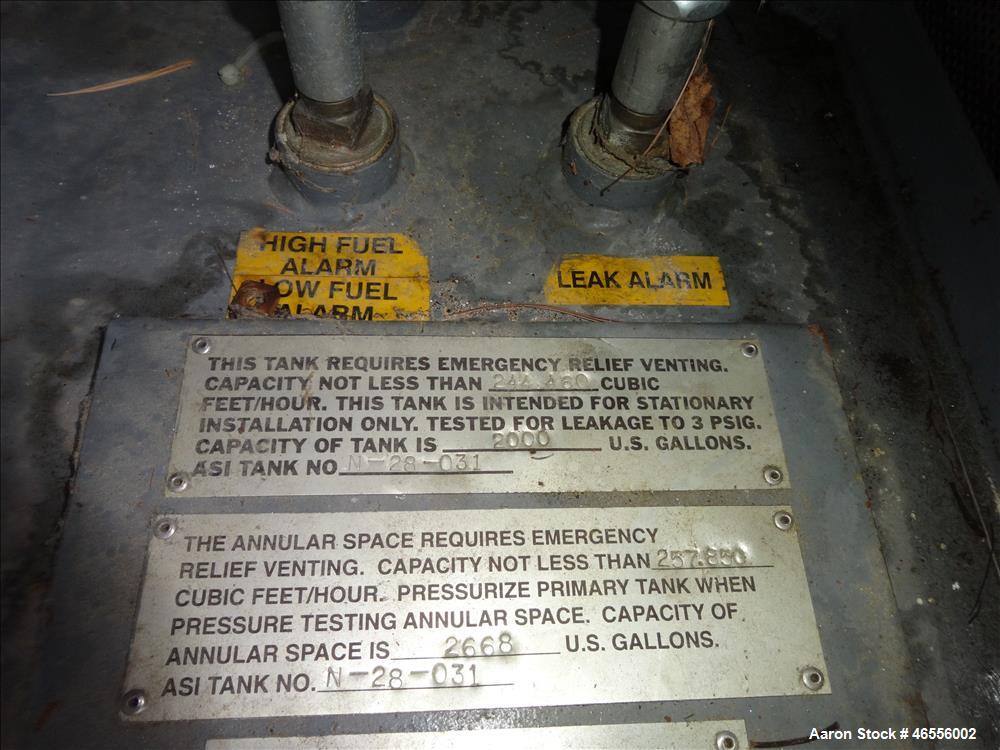 HIGH FUEL
ALARM
LOW FUEL
ALARM
LEAK ALARM
THIS TANK REQUIRES EMERGENCY RELIEF VENTING.
CAPACITY NOT LESS THAN 244.460 CUBIC
FEET/HOUR. THIS TANK IS INTENDED FOR STATIONARY
INSTALLATION ONLY. TESTED FOR LEAKAGE TO 3 PSIG.
CAPACITY OF TANK IS 2000 U.S. GALLONS.
ASI TANK NO. N-28-031
THE ANNULAR SPACE REQUIRES EMERGENCY
RELIEF VENTING. CAPACITY NOT LESS THAN 257.850
CUBIC FEET/HOUR. PRESSURIZE PRIMARY TANK WHEN
PRESSURE TESTING ANNULAR SPACE. CAPACITY OF
ANNULAR SPACE IS 2668 U.S. GALLONS.
ASI TANK NO. N-28-031
Aaron Stock # 46556002